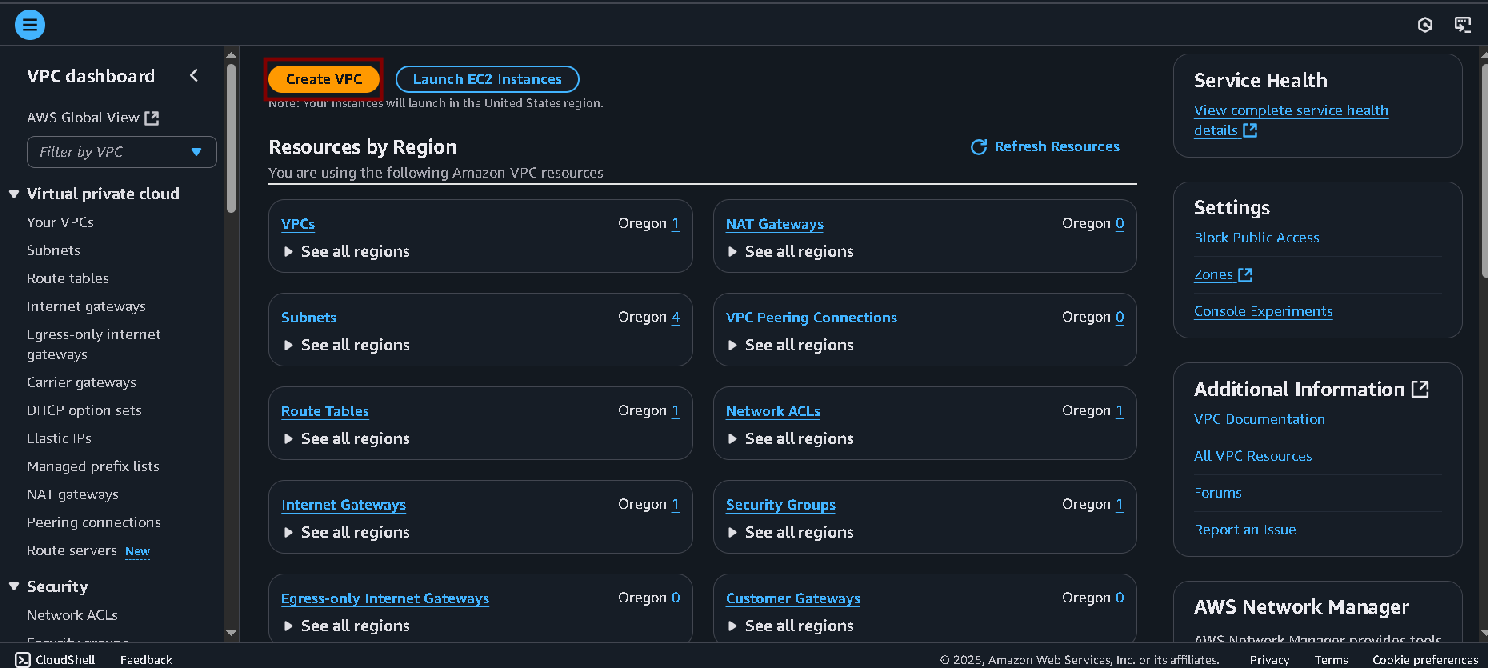 VPC dashboard
AWS Global View
Filter by VPC
Virtual private cloud
Your VPCs
Subnets
Route tables
Internet gateways
Egress-only internet
gateways
Carrier gateways
DHCP option sets
Elastic IPs
Managed prefix lists
NAT gateways
Peering connections
Route servers New
Security
Network ACLs
Security groups
Create VPC
Launch EC2 Instances
Note: Your Instances will launch in the United States region.
Resources by Region
Refresh Resources
You are using the following Amazon VPC resources
VPCs Oregon 1
See all regions
NAT Gateways Oregon 0
See all regions
Subnets Oregon 4
See all regions
VPC Peering Connections Oregon 0
See all regions
Route Tables Oregon 1
See all regions
Network ACLs Oregon 1
See all regions
Internet Gateways Oregon 1
See all regions
Security Groups Oregon 1
See all regions
Egress-only Internet Gateways Oregon 0
See all regions
Customer Gateways Oregon 0
See all regions
Service Health
View complete service health
details
Settings
Block Public Access
Zones
Console Experiments
Additional Information
VPC Documentation
All VPC Resources
Forums
Report an Issue
AWS Network Manager
AWS Network Manager provides tools
CloudShell Feedback
© 2025, Amazon Web Services, Inc. or its affiliates. Privacy Terms Cookie preferences